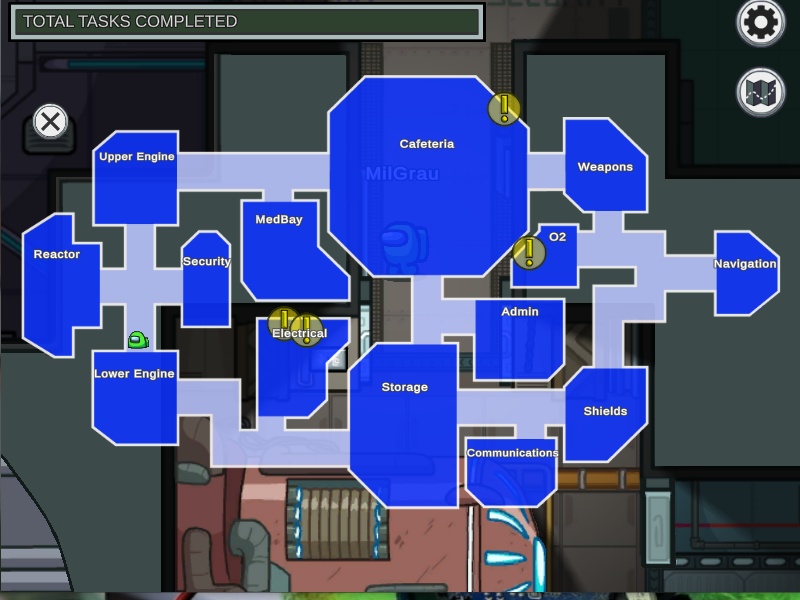 TOTAL TASKS COMPLETED
Cafeteria
Upper Engine
Weapons
MilGrau
MedBay
O2
Reactor
Security
Navigation
Admin
Electrical
Lower Engine
Storage
Shields
Communications